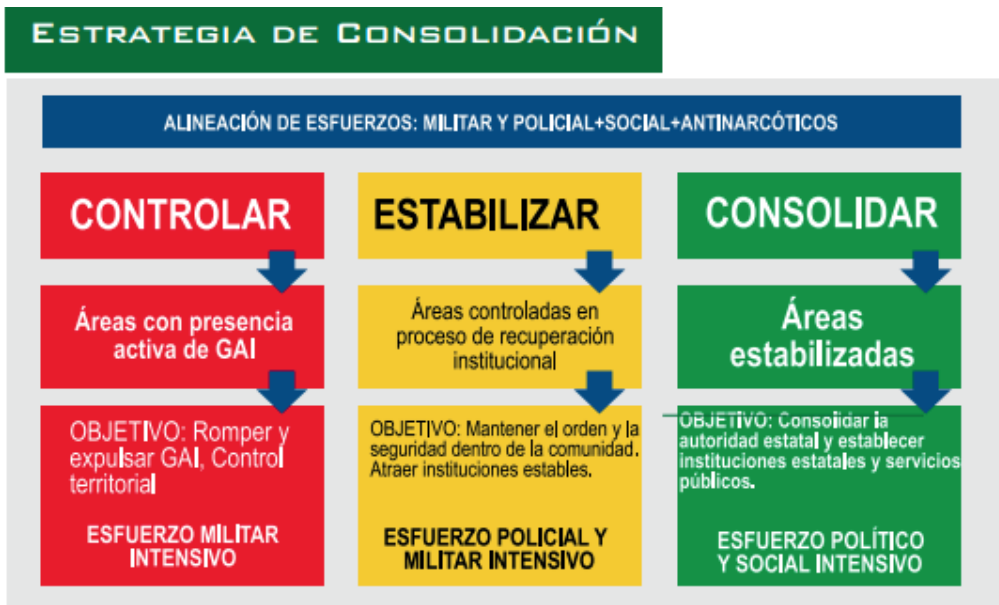 ESTRATEGIA DE CONSOLIDACIÓN
ALINEACIÓN DE ESFUERZOS: MILITAR Y POLICIAL+SOCIAL+ANTINARCÓTICOS
CONTROLAR
Áreas con presencia
activa de GAI
OBJETIVO: Romper y
expulsar GAI, Control
territorial
ESFUERZO MILITAR
INTENSIVO
ESTABILIZAR
Áreas controladas en
proceso de recuperación
institucional
OBJETIVO: Mantener el orden y la
seguridad dentro de la comunidad.
Atraer instituciones estables.
ESFUERZO POLICIAL Y
MILITAR INTENSIVO
CONSOLIDAR
Áreas
estabilizadas
OBJETIVO: Consolidar la
autoridad estatal y establecer
instituciones estatales y servicios
públicos.
ESFUERZO POLÍTICO
Y SOCIAL INTENSIVO